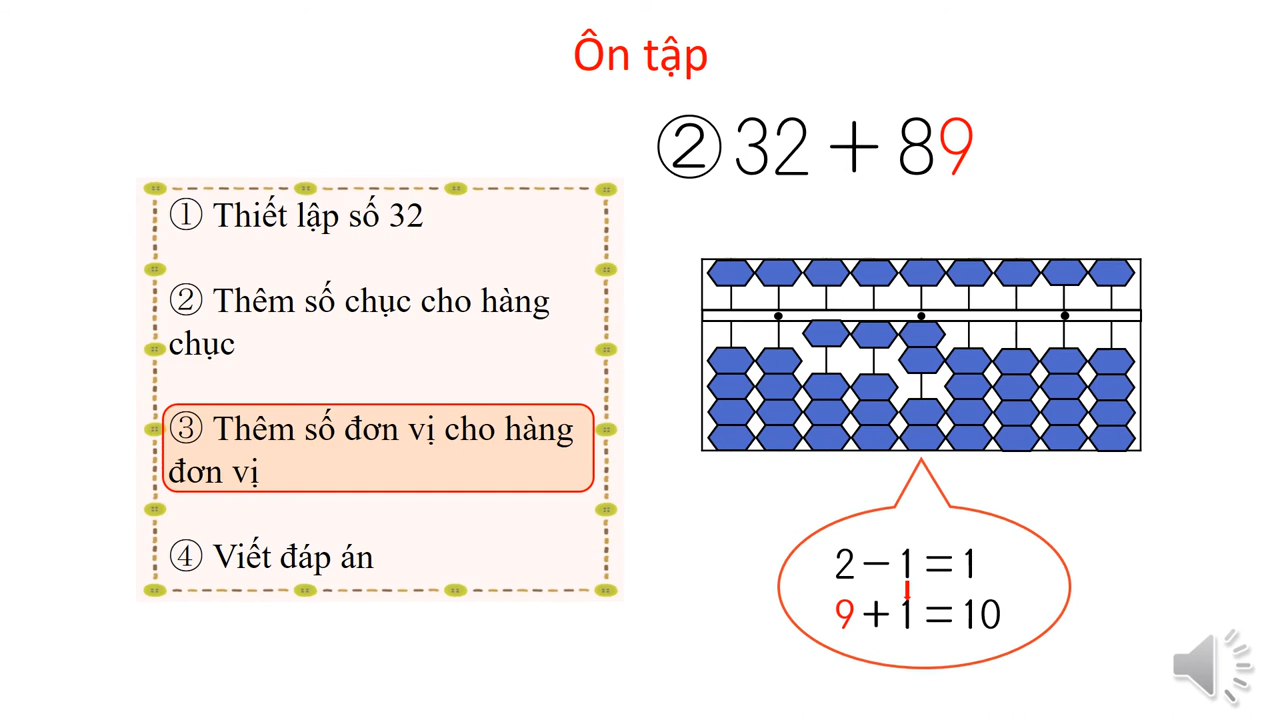 Ôn tập
② 32 + 89
① Thiết lập số 32
② Thêm số chục cho hàng
chục
③ Thêm số đơn vị cho hàng
đơn vị
④ Viết đáp án
2 − 1 = 1
9 + 1 = 10